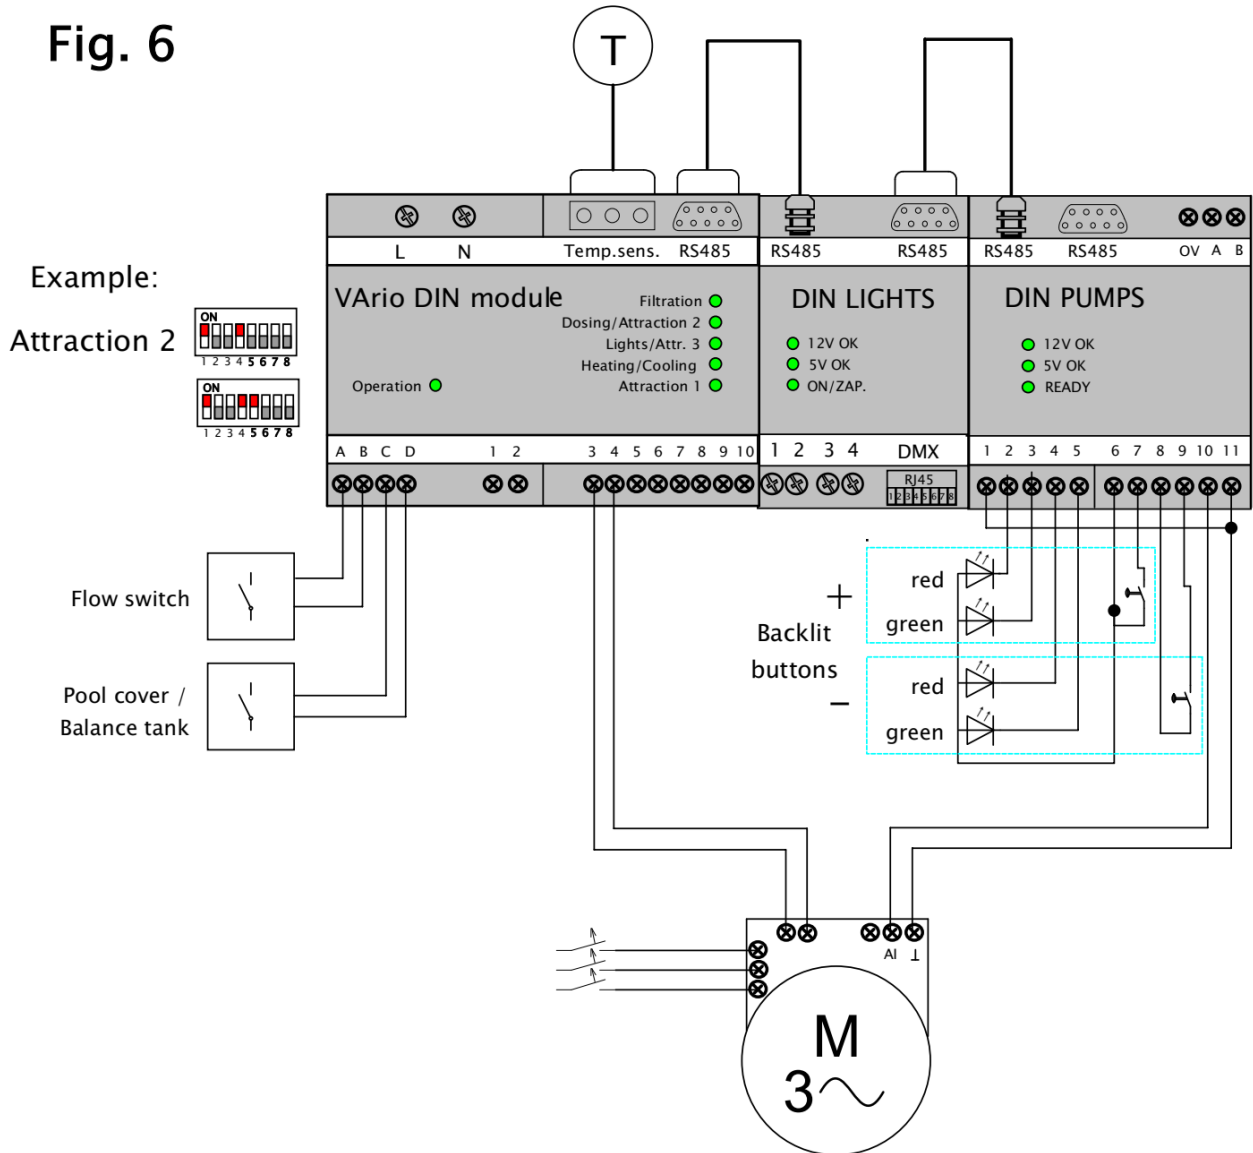 Fig. 6
T
L N Temp.sens. RS485 RS485 RS485 RS485 RS485 OV A B
Example:
Attraction 2
ON
1 2 3 4 5 6 7 8
ON
1 2 3 4 5 6 7 8
VArio DIN module
Filtration
Dosing/Attraction 2
Lights/Attr. 3
Heating/Cooling
Operation Attraction 1
DIN LIGHTS
12V OK
5V OK
ON/ZAP.
DIN PUMPS
12V OK
5V OK
READY
A B C D 1 2 3 4 5 6 7 8 9 10 1 2 3 4 DMX 1 2 3 4 5 6 7 8 9 10 11
RJ45
1 2 3 4 5 6 7 8
Flow switch
Pool cover /
Balance tank
+
Backlit
buttons
−
red
green
red
green
AI ⊥
M
3~